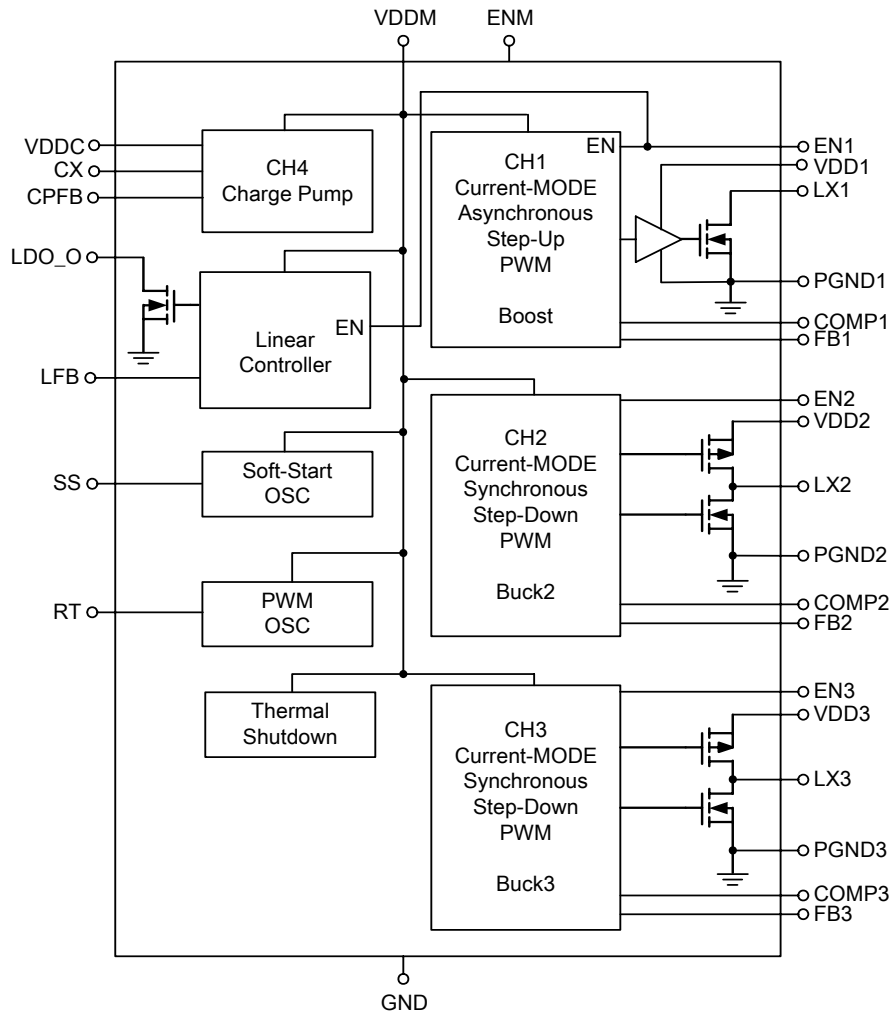 VDDM
ENM
VDDC
CX
CPFB
LDO_O
LFB
SS
RT
CH4
Charge Pump
EN
Linear
Controller
Soft-Start
OSC
PWM
OSC
Thermal
Shutdown
EN
CH1
Current-MODE
Asynchronous
Step-Up
PWM
Boost
CH2
Current-MODE
Synchronous
Step-Down
PWM
Buck2
CH3
Current-MODE
Synchronous
Step-Down
PWM
Buck3
EN1
VDD1
LX1
PGND1
COMP1
FB1
EN2
VDD2
LX2
PGND2
COMP2
FB2
EN3
VDD3
LX3
PGND3
COMP3
FB3
GND